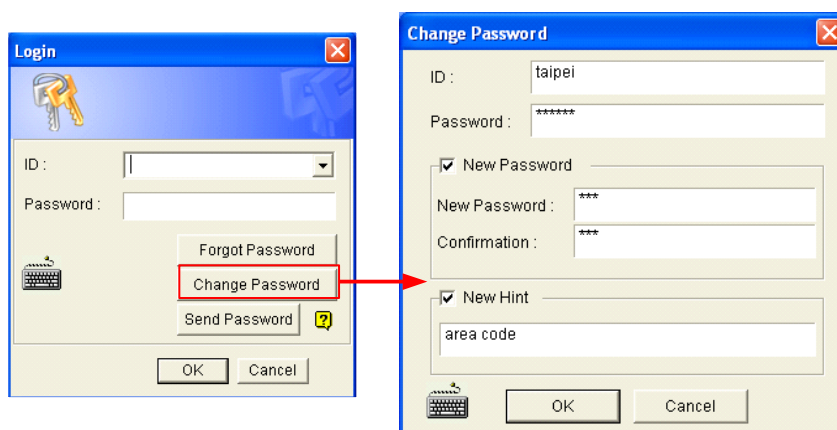 Login
ID :
Password :
Forgot Password
Change Password
Send Password
?
OK Cancel
Change Password
ID : taipei
Password : ******
New Password
New Password : ***
Confirmation : ***
New Hint
area code
OK Cancel